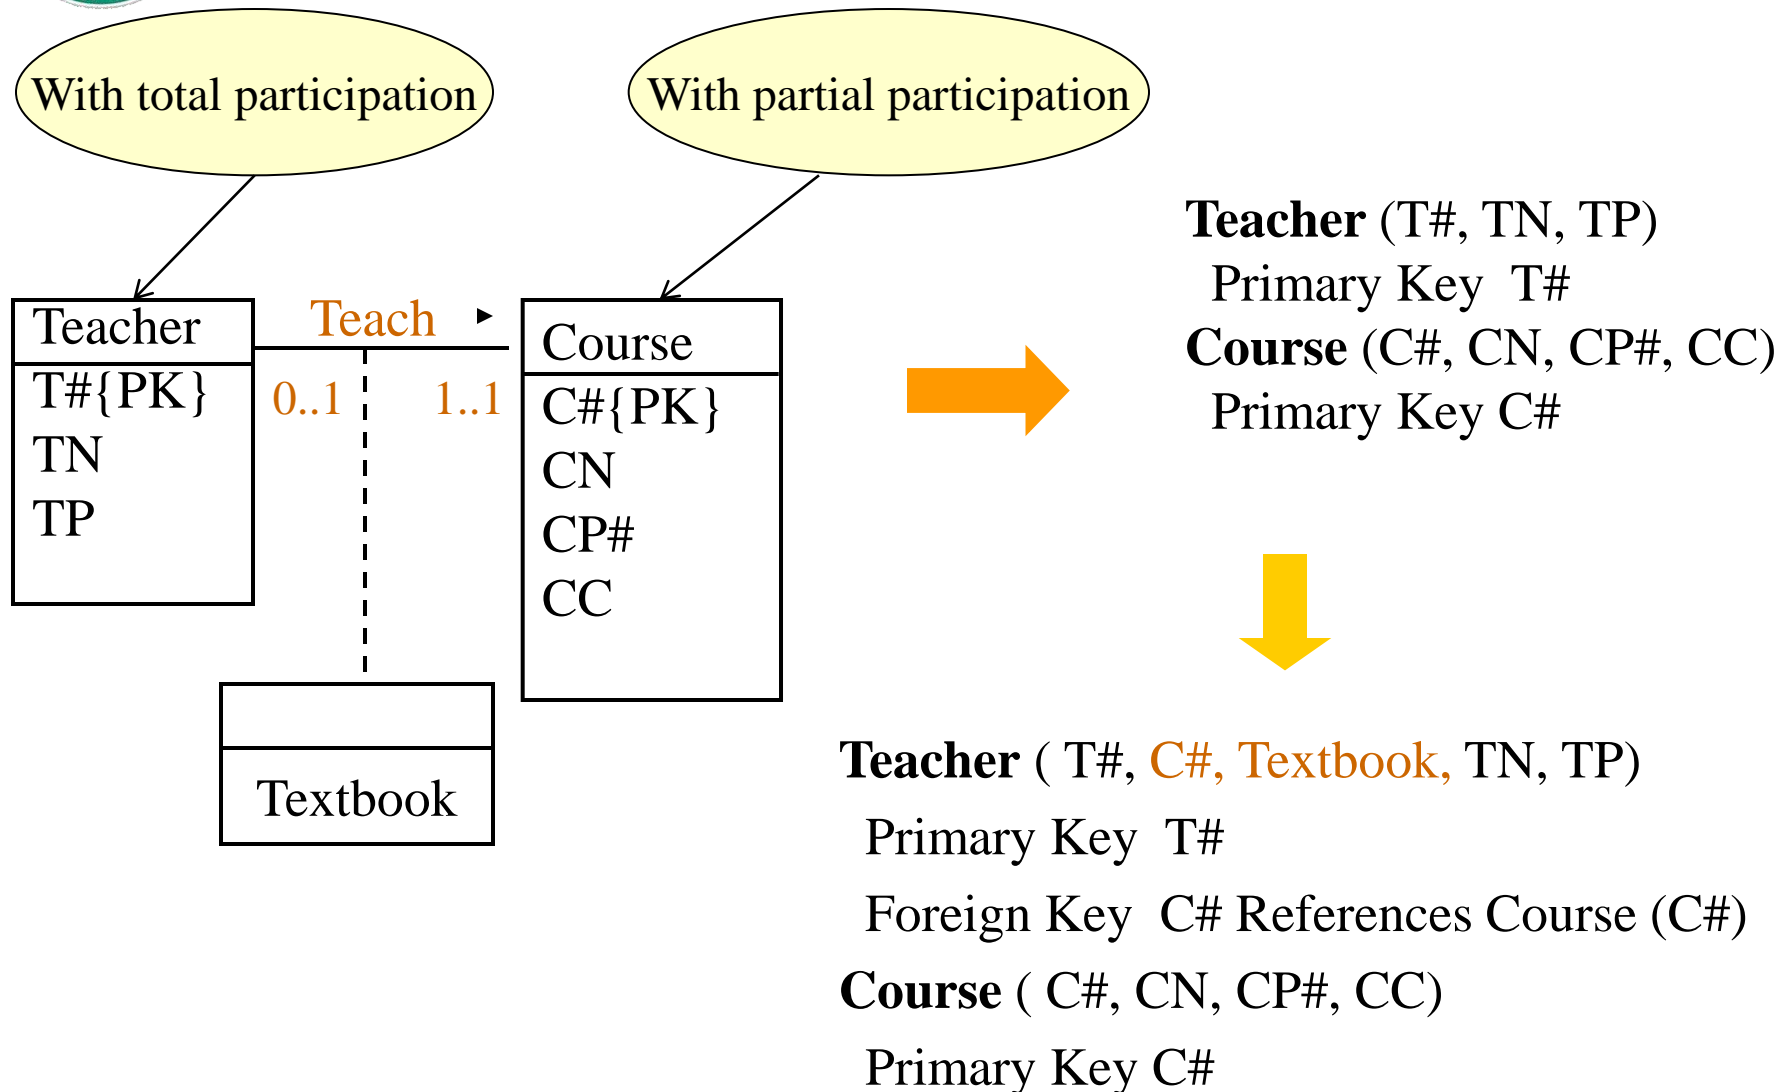 With total participation
With partial participation
Teacher
T#{PK}
TN
TP
Teach
0..1
1..1
Course
C#{PK}
CN
CP#
CC
Textbook
Teacher (T#, TN, TP)
Primary Key T#
Course (C#, CN, CP#, CC)
Primary Key C#
Teacher ( T#, C#, Textbook, TN, TP)
Primary Key T#
Foreign Key C# References Course (C#)
Course ( C#, CN, CP#, CC)
Primary Key C#